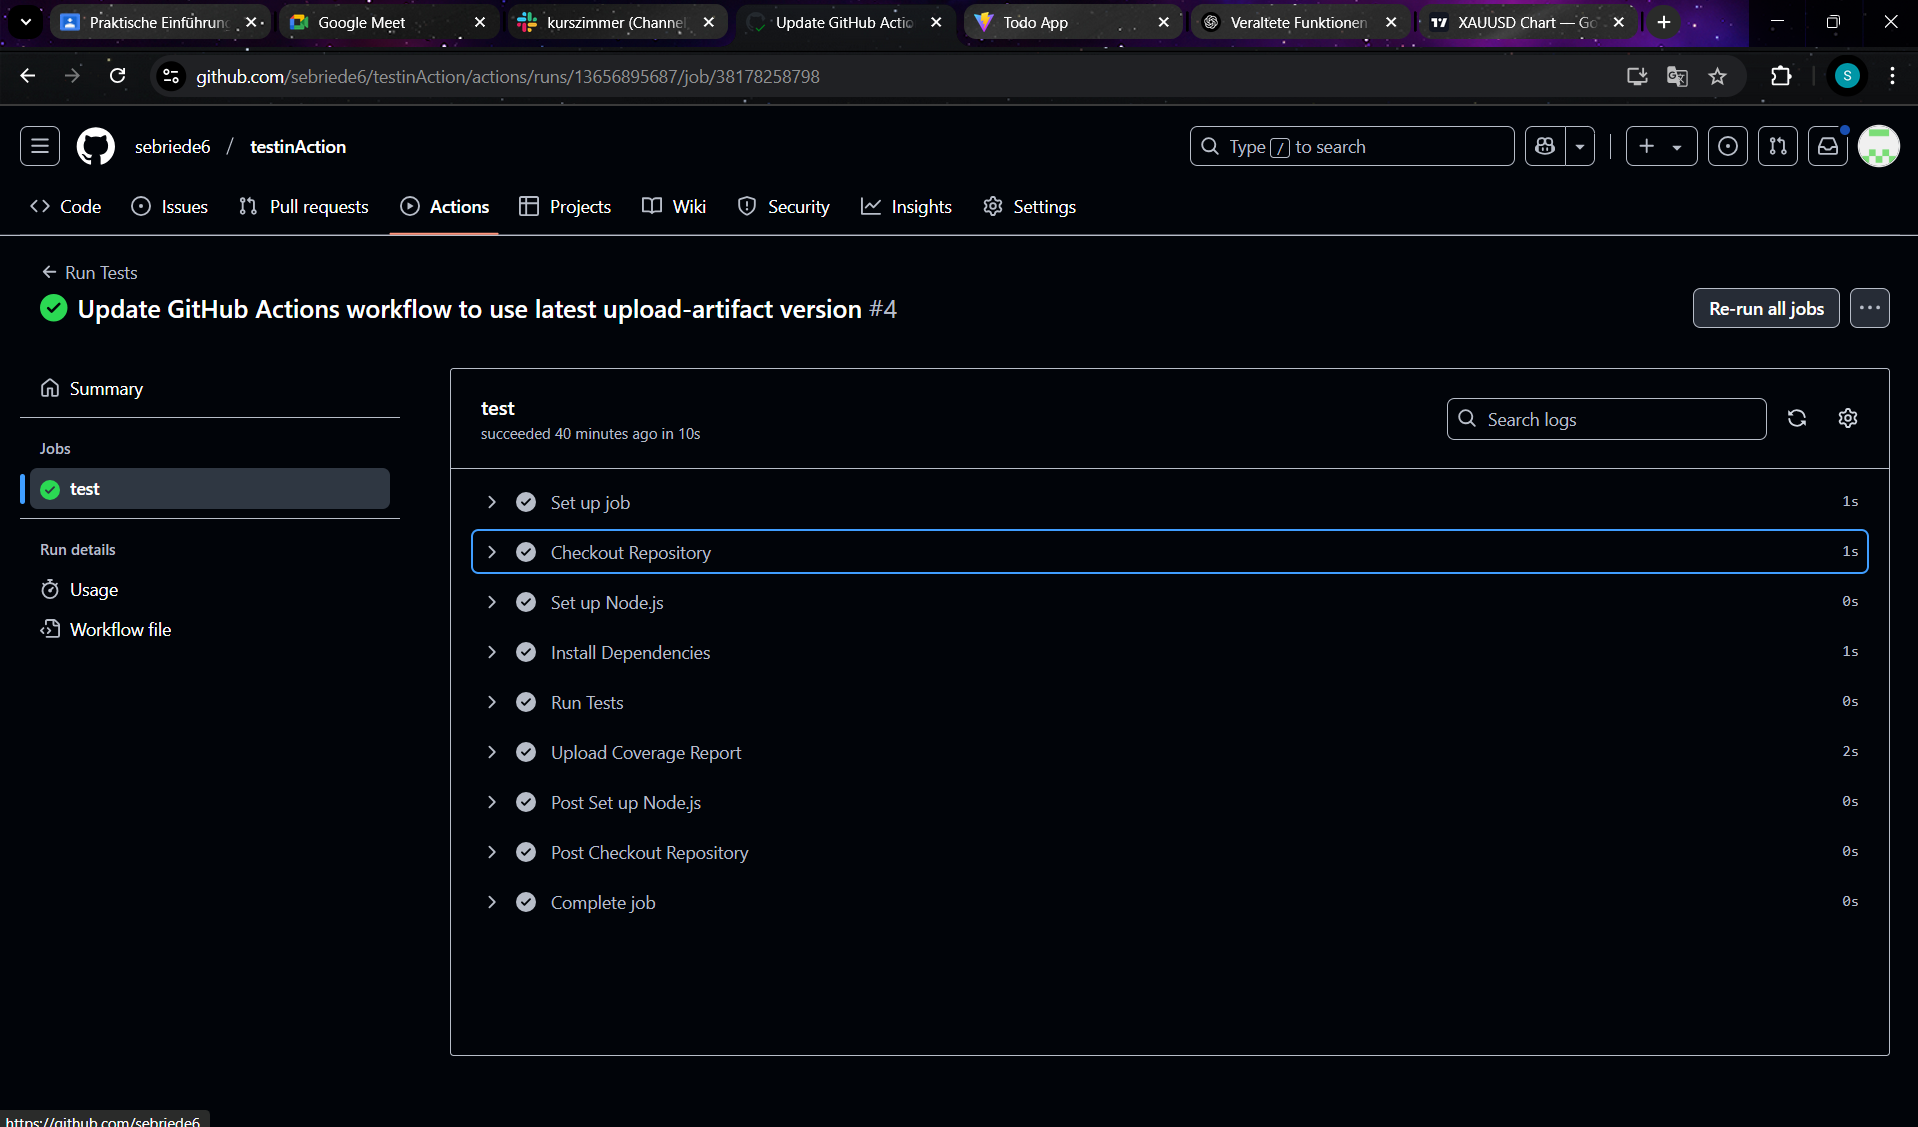 Praktische Einführung
Google Meet
kurszimmer (Channel
Update GitHub Actio
Todo App
Veraltete Funktionen
XAUUSD Chart — Go
github.com/sebriede6/testinAction/actions/runs/13656895687/job/38178258798
S
sebriede6 / testinAction
Type / to search
Code
Issues
Pull requests
Actions
Projects
Wiki
Security
Insights
Settings
Run Tests
Update GitHub Actions workflow to use latest upload-artifact version #4
Re-run all jobs
Summary
Jobs
test
Run details
Usage
Workflow file
test
succeeded 40 minutes ago in 10s
Search logs
Set up job 1s
Checkout Repository 1s
Set up Node.js 0s
Install Dependencies 1s
Run Tests 0s
Upload Coverage Report 2s
Post Set up Node.js 0s
Post Checkout Repository 0s
Complete job 0s
https://github.com/sebriede6